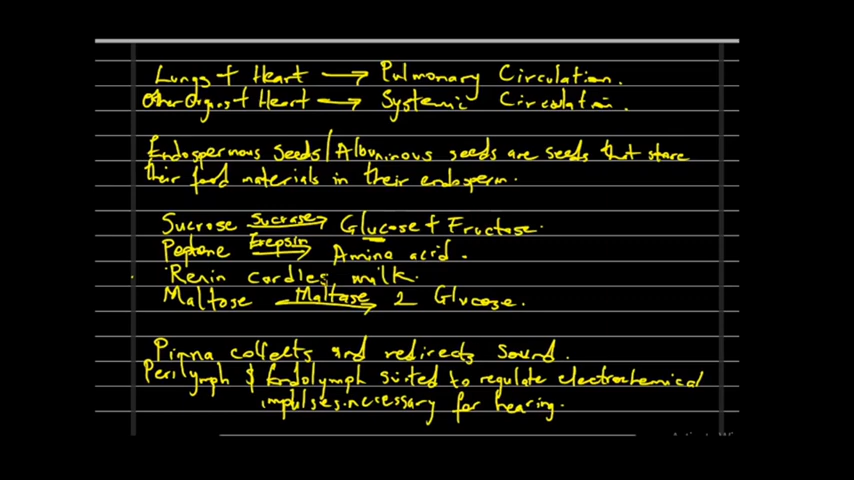 Lungs + Heart → Pulmonary Circulation.
Other Organs + Heart → Systemic Circulation.
Endospermous Seeds/Albuminous seeds are seeds that store
their food materials in their endosperm.
Sucrose Sucrase→ Glucose + Fructose.
Peptone Erepsin→ Amino acid.
Renin cordles milk.
Maltose Maltase→ 2 Glucose.
Pinna collects and redirects sound.
Perilymph & Endolymph suited to regulate electrochemical
impulses necessary for hearing.